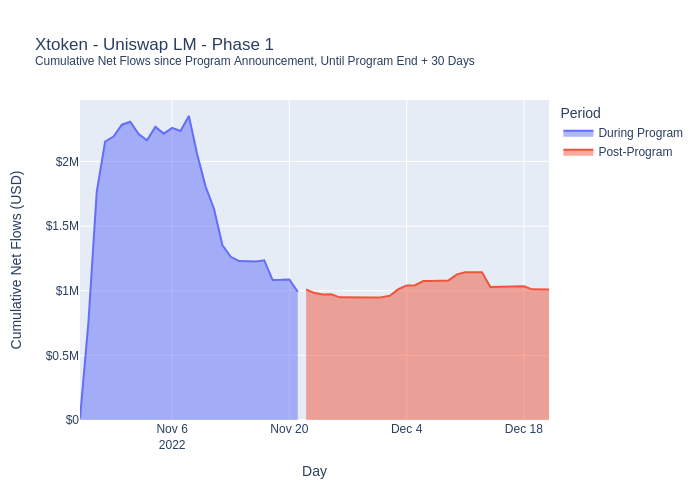 Xtoken - Uniswap LM - Phase 1
Cumulative Net Flows since Program Announcement, Until Program End + 30 Days
Period
During Program
Post-Program
Cumulative Net Flows (USD)
$2M
$1.5M
$1M
$0.5M
$0
Nov 6
2022
Nov 20
Dec 4
Dec 18
Day